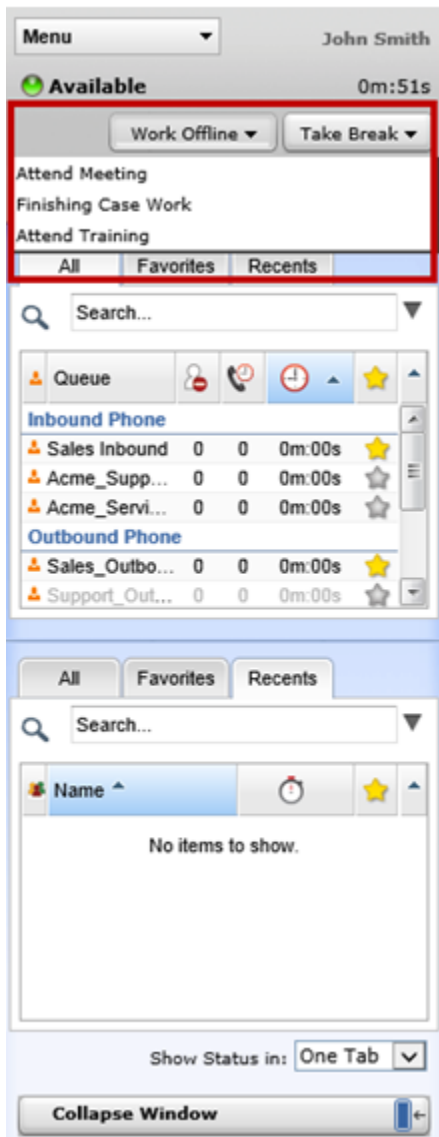 Menu John Smith
Available 0m:51s
Work Offline Take Break
Attend Meeting
Finishing Case Work
Attend Training
All Favorites Recents
Search...
Queue
Inbound Phone
Sales Inbound 0 0 0m:00s
Acme_Supp... 0 0 0m:00s
Acme_Servi... 0 0 0m:00s
Outbound Phone
Sales_Outbo... 0 0 0m:00s
Support_Out... 0 0 0m:00s
All Favorites Recents
Search...
Name
No items to show.
Show Status in: One Tab
Collapse Window